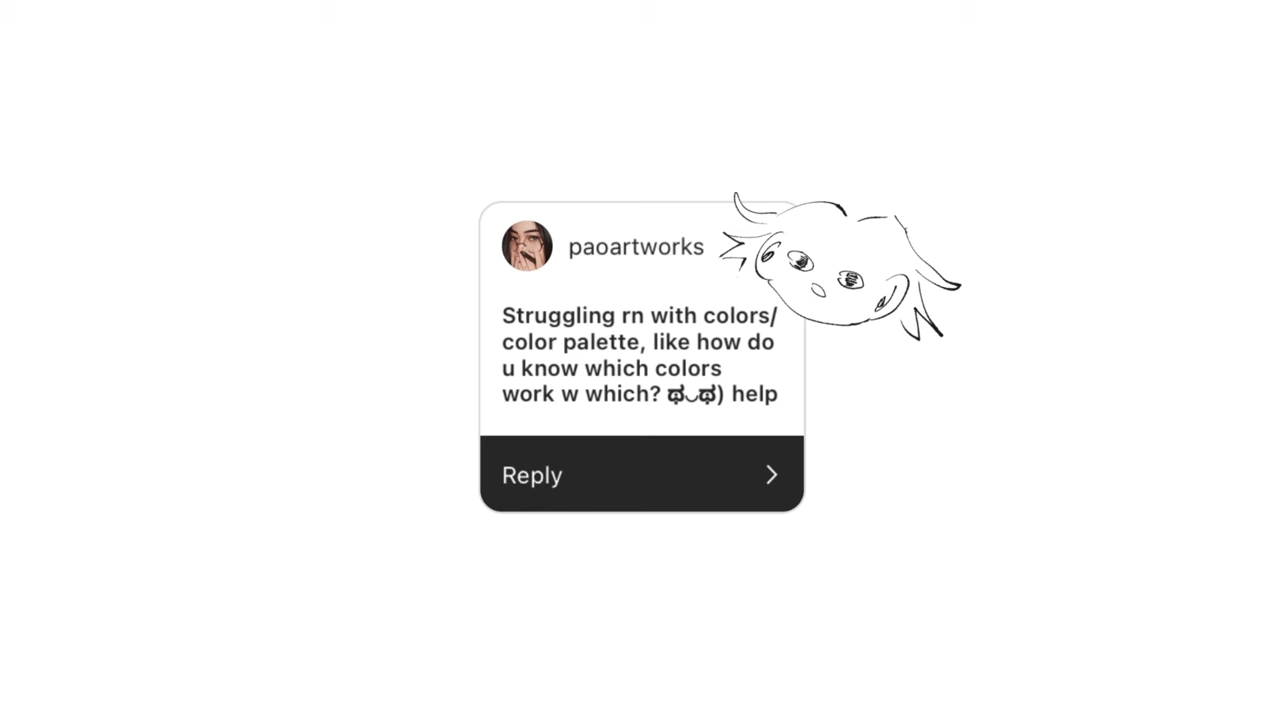 paoartworks
Struggling rn with colors/
color palette, like how do
u know which colors
work w which? ಥ◡ಥ) help
Reply